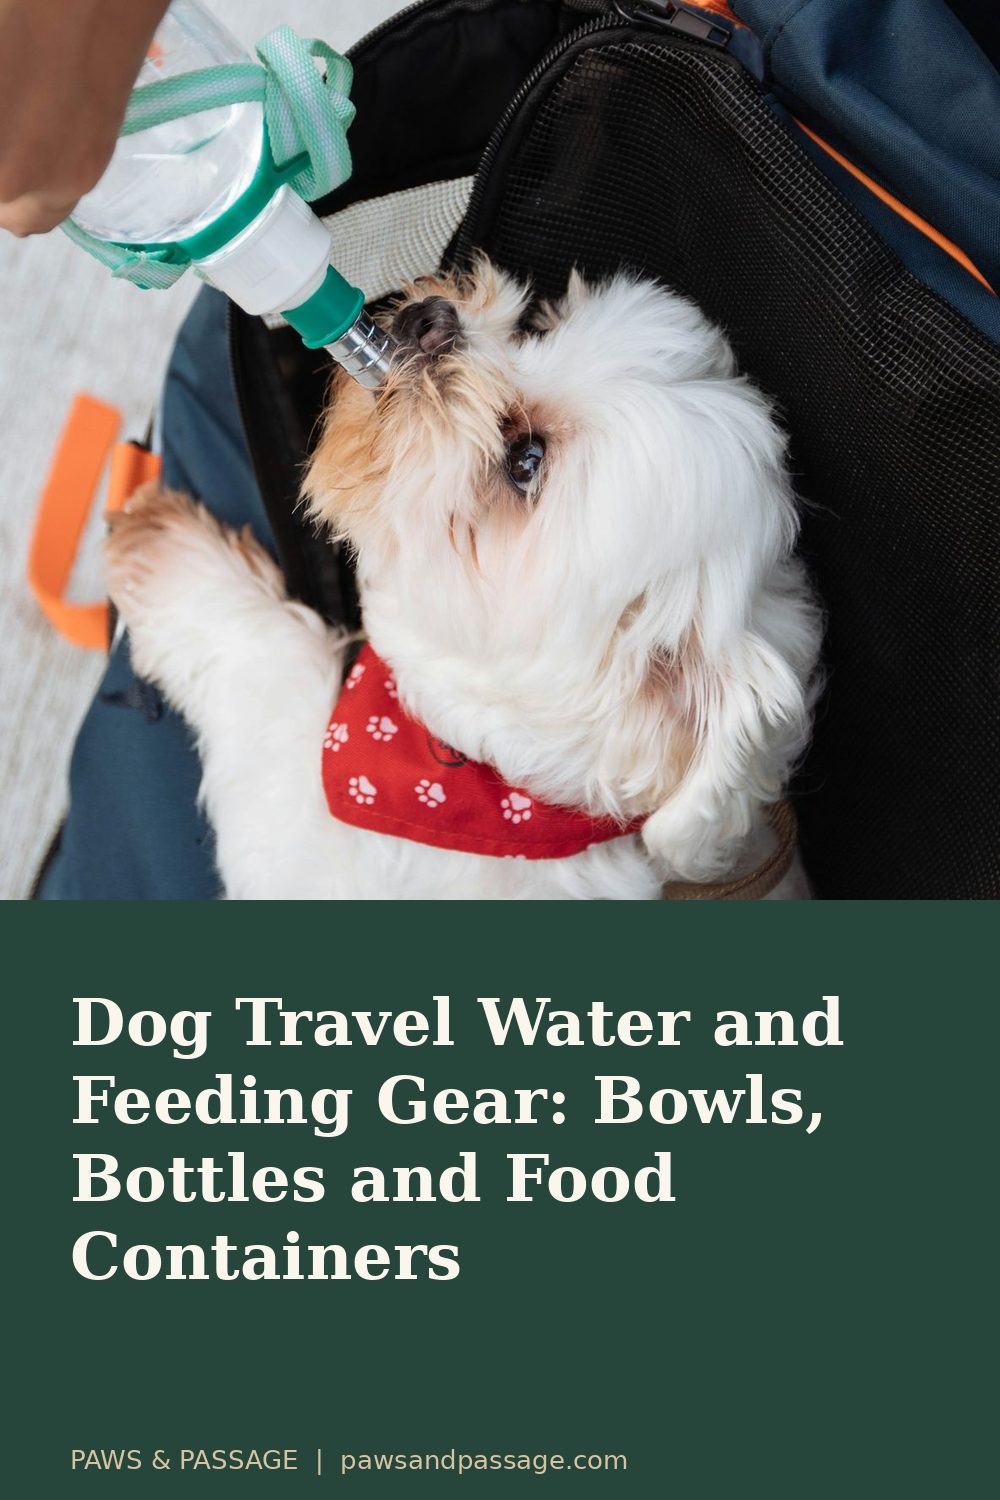 Dog Travel Water and
Feeding Gear: Bowls,
Bottles and Food
Containers
PAWS & PASSAGE | pawsandpassage.com